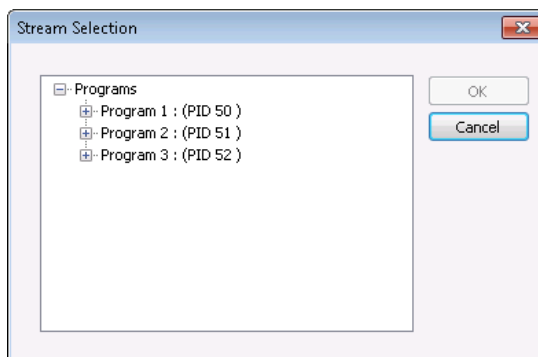 Stream Selection
Programs
Program 1 : (PID 50 )
Program 2 : (PID 51 )
Program 3 : (PID 52 )
OK
Cancel